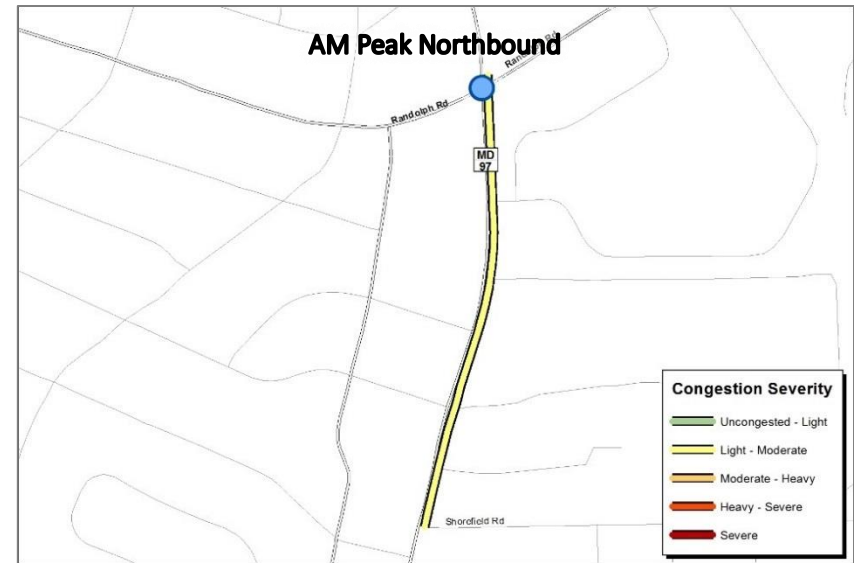 AM Peak Northbound
Randolph Rd
Randolph Rd
MD
97
Congestion Severity
Uncongested - Light
Light - Moderate
Moderate - Heavy
Heavy - Severe
Severe
Shorefield Rd